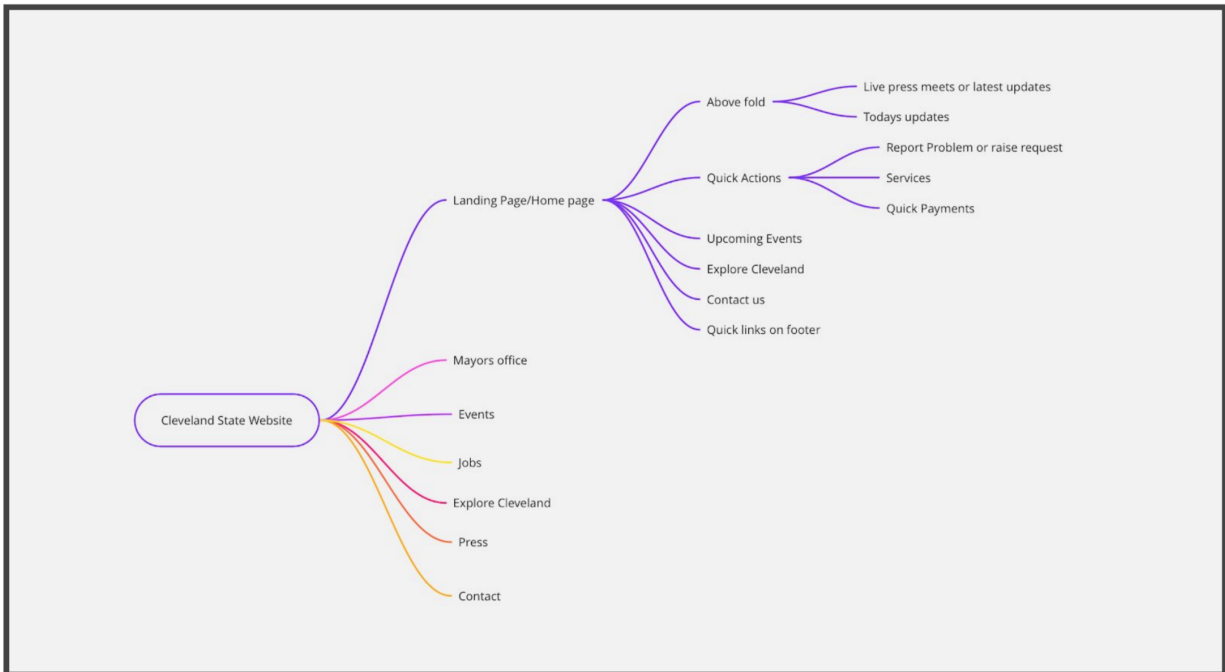 Cleveland State Website
Landing Page/Home page
Above fold
Live press meets or latest updates
Todays updates
Quick Actions
Report Problem or raise request
Services
Quick Payments
Upcoming Events
Explore Cleveland
Contact us
Quick links on footer
Mayors office
Events
Jobs
Explore Cleveland
Press
Contact